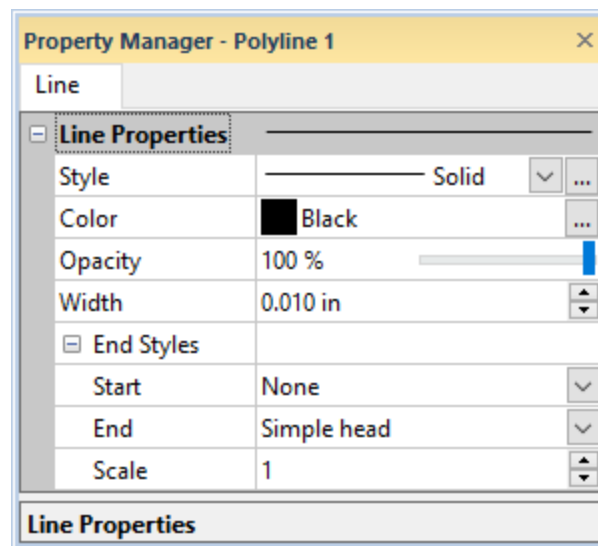 Property Manager - Polyline 1
Line
Line Properties
Style Solid ...
Color Black ...
Opacity 100 %
Width 0.010 in
End Styles
Start None
End Simple head
Scale 1
Line Properties